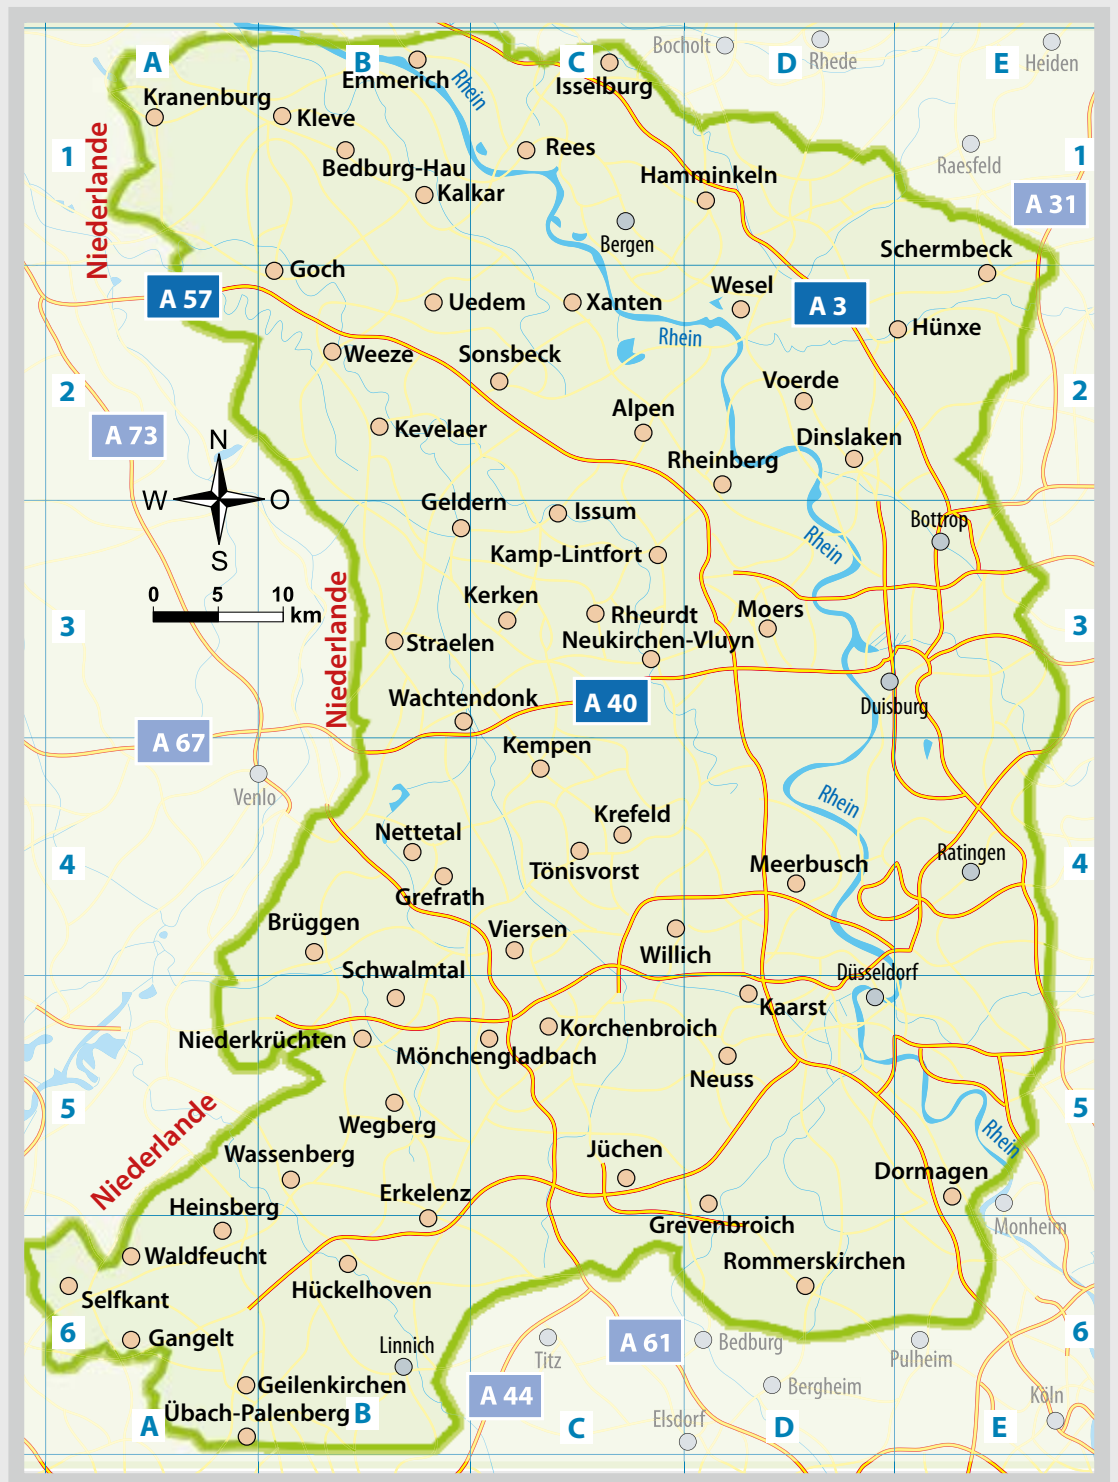 A
B
C
D
E
Bocholt
Rhede
Heiden
Emmerich
Rhein
Isselburg
Kranenburg
Kleve
Rees
1
Niederlande
Bedburg-Hau
Kalkar
Hamminkeln
Raesfeld
1
A 31
Bergen
Schermbeck
Goch
A 57
Uedem
Xanten
Wesel
A 3
Rhein
Hünxe
Weeze
Sonsbeck
2
Voerde
2
Alpen
A 73
Kevelaer
Dinslaken
N
Rheinberg
W
O
Geldern
Issum
Bottrop
S
Kamp-Lintfort
Rhein
0 5 10
km
Kerken
3
Niederlande
Straelen
Rheurdt
Moers
3
Neukirchen-Vluyn
Wachtendonk
A 40
Duisburg
A 67
Kempen
Venlo
Rhein
Nettetal
Krefeld
4
Tönisvorst
Meerbusch
Ratingen
4
Grefrath
Brüggen
Viersen
Willich
Schwalmtal
Düsseldorf
Kaarst
Niederkrüchten
Korchenbroich
Mönchengladbach
Neuss
5
Niederlande
Wegberg
5
Rhein
Wassenberg
Jüchen
Dormagen
Heinsberg
Erkelenz
Grevenbroich
Monheim
Waldfeucht
Rommerskirchen
Selfkant
Hückelhoven
6
Gangelt
Linnich
Titz
A 61
Bedburg
Pulheim
6
Geilenkirchen
A 44
Bergheim
Köln
Übach-Palenberg
Elsdorf
A
B
C
D
E